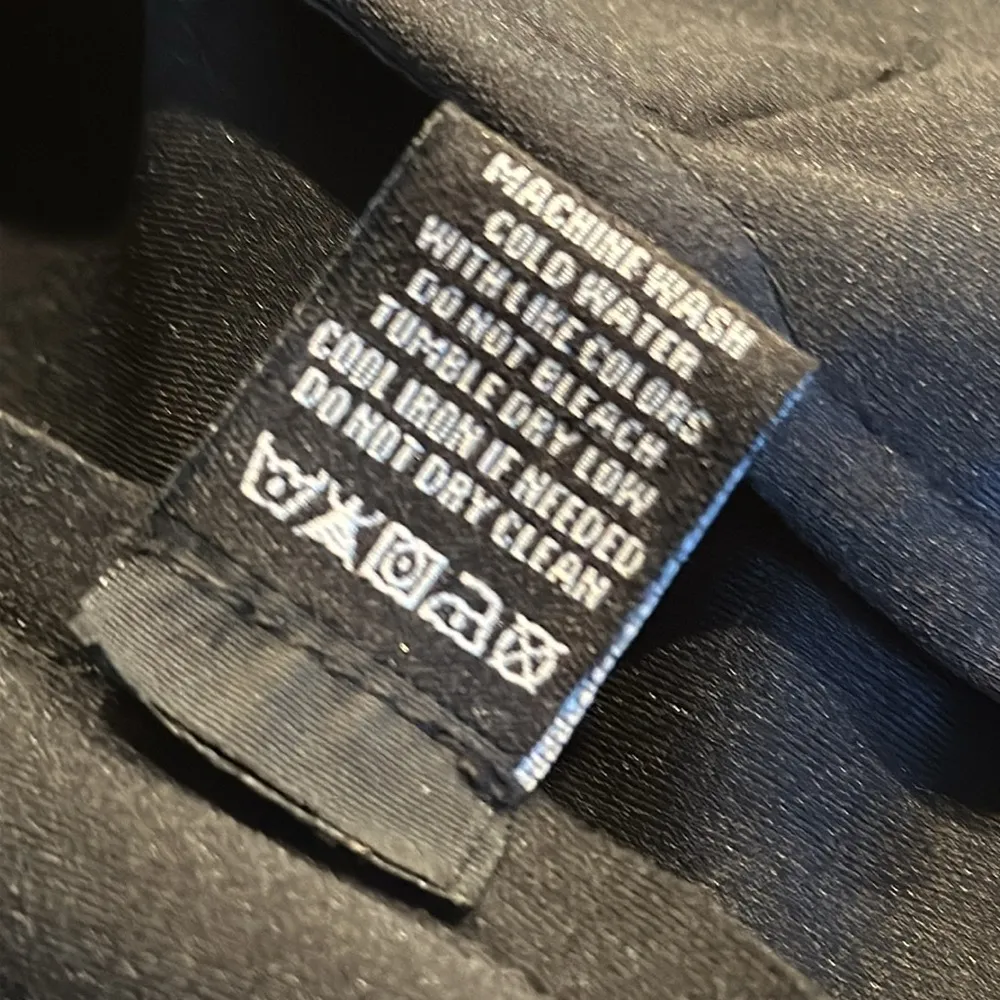 MACHINE WASH
COLD WATER
WITH LIKE COLORS
DO NOT BLEACH
TUMBLE DRY LOW
COOL IRON IF NEEDED
DO NOT DRY CLEAN